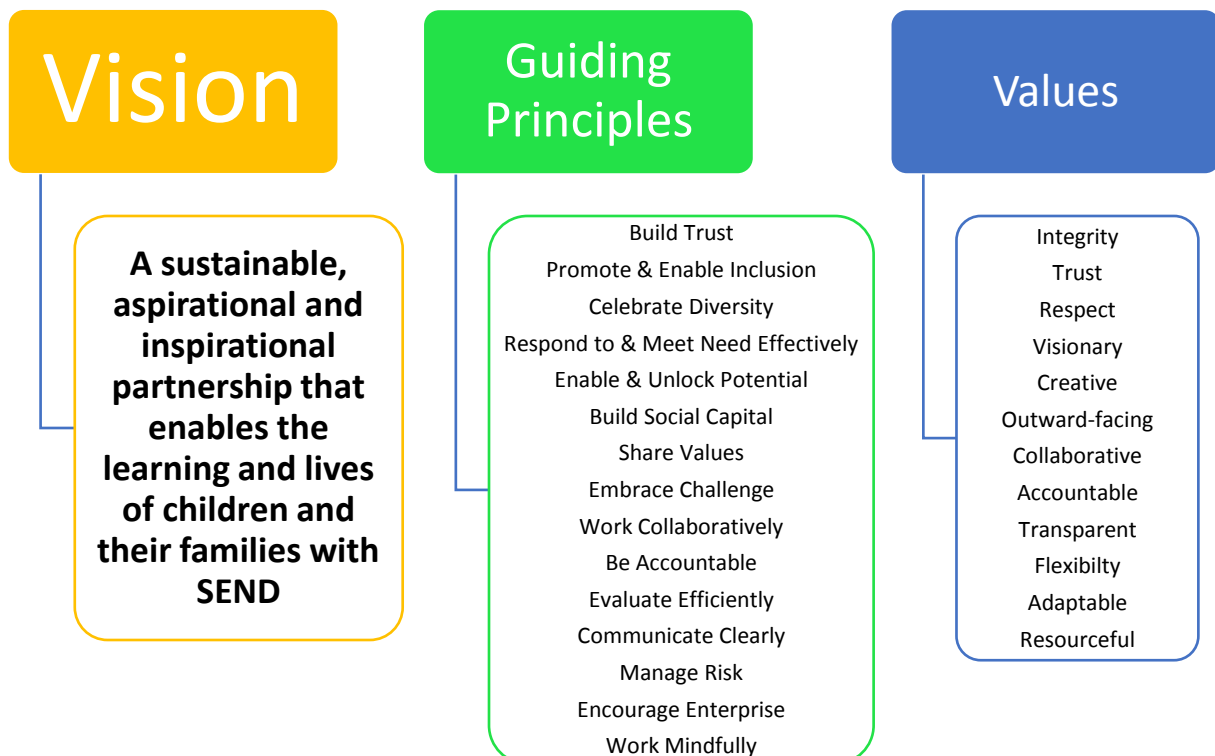 Vision
A sustainable,
aspirational and
inspirational
partnership that
enables the
learning and lives
of children and
their families with
SEND
Guiding
Principles
Build Trust
Promote & Enable Inclusion
Celebrate Diversity
Respond to & Meet Need Effectively
Enable & Unlock Potential
Build Social Capital
Share Values
Embrace Challenge
Work Collaboratively
Be Accountable
Evaluate Efficiently
Communicate Clearly
Manage Risk
Encourage Enterprise
Work Mindfully
Values
Integrity
Trust
Respect
Visionary
Creative
Outward-facing
Collaborative
Accountable
Transparent
Flexibilty
Adaptable
Resourceful